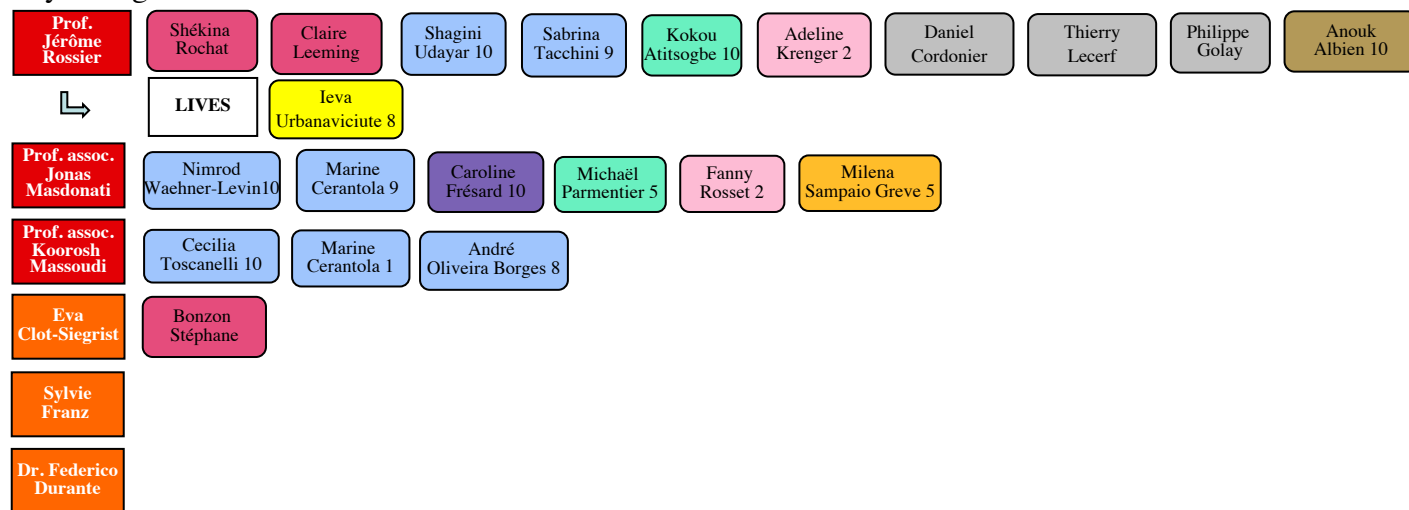 Prof.
Jérôme
Rossier
Shékina
Rochat
Claire
Leeming
Shagini
Udayar 10
Sabrina
Tacchini 9
Kokou
Atitsogbe 10
Adeline
Krenger 2
Daniel
Cordonier
Thierry
Lecerf
Philippe
Golay
Anouk
Albien 10
LIVES
Ieva
Urbanaviciute 8
Prof. assoc.
Jonas
Masdonati
Nimrod
Waehner-Levin10
Marine
Cerantola 9
Caroline
Frésard 10
Michaël
Parmentier 5
Fanny
Rosset 2
Milena
Sampaio Greve 5
Prof. assoc.
Koorosh
Massoudi
Cecilia
Toscanelli 10
Marine
Cerantola 1
André
Oliveira Borges 8
Eva
Clot-Siegrist
Bonzon
Stéphane
Sylvie
Franz
Dr. Federico
Durante